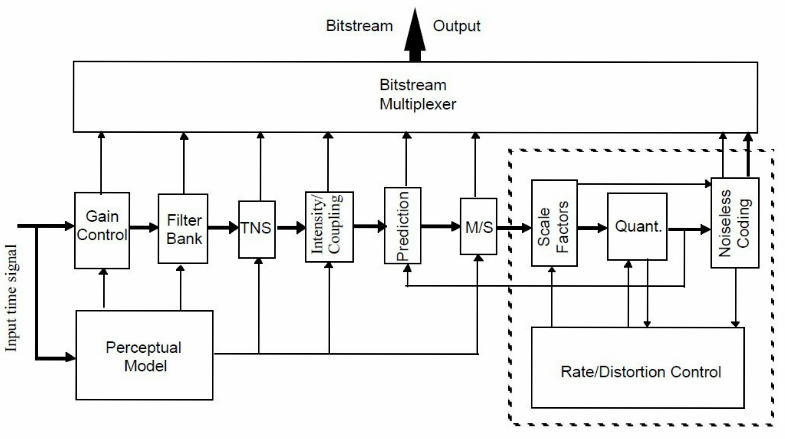 Bitstream Output
Bitstream
Multiplexer
Gain
Control
Filter
Bank
TNS
Intensity/
Coupling
Prediction
M/S
Scale
Factors
Quant.
Noiseless
Coding
Input time signal
Perceptual
Model
Rate/Distortion Control